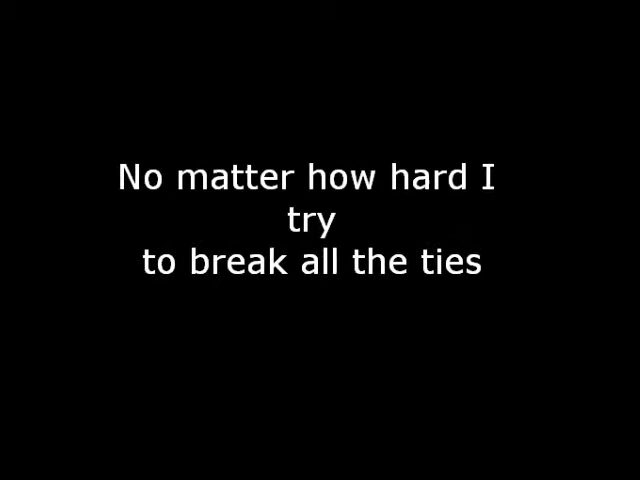 No matter how hard I
try
to break all the ties